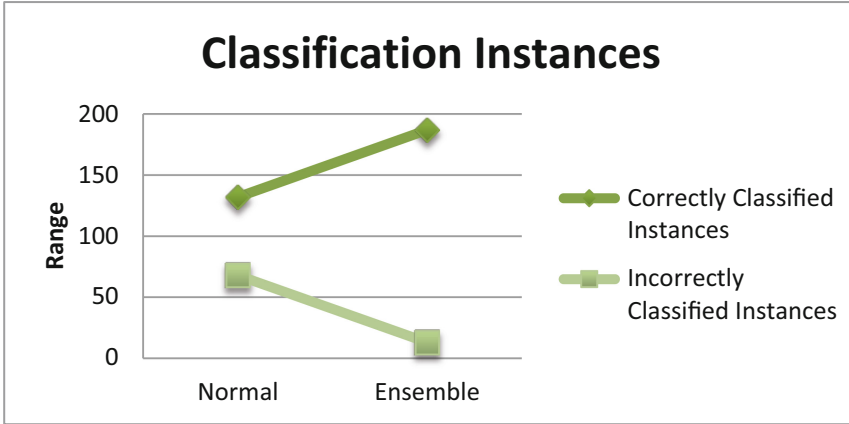 Classification Instances
200
150
100
50
0
Range
Normal Ensemble
Correctly Classified
Instances
Incorrectly
Classified Instances